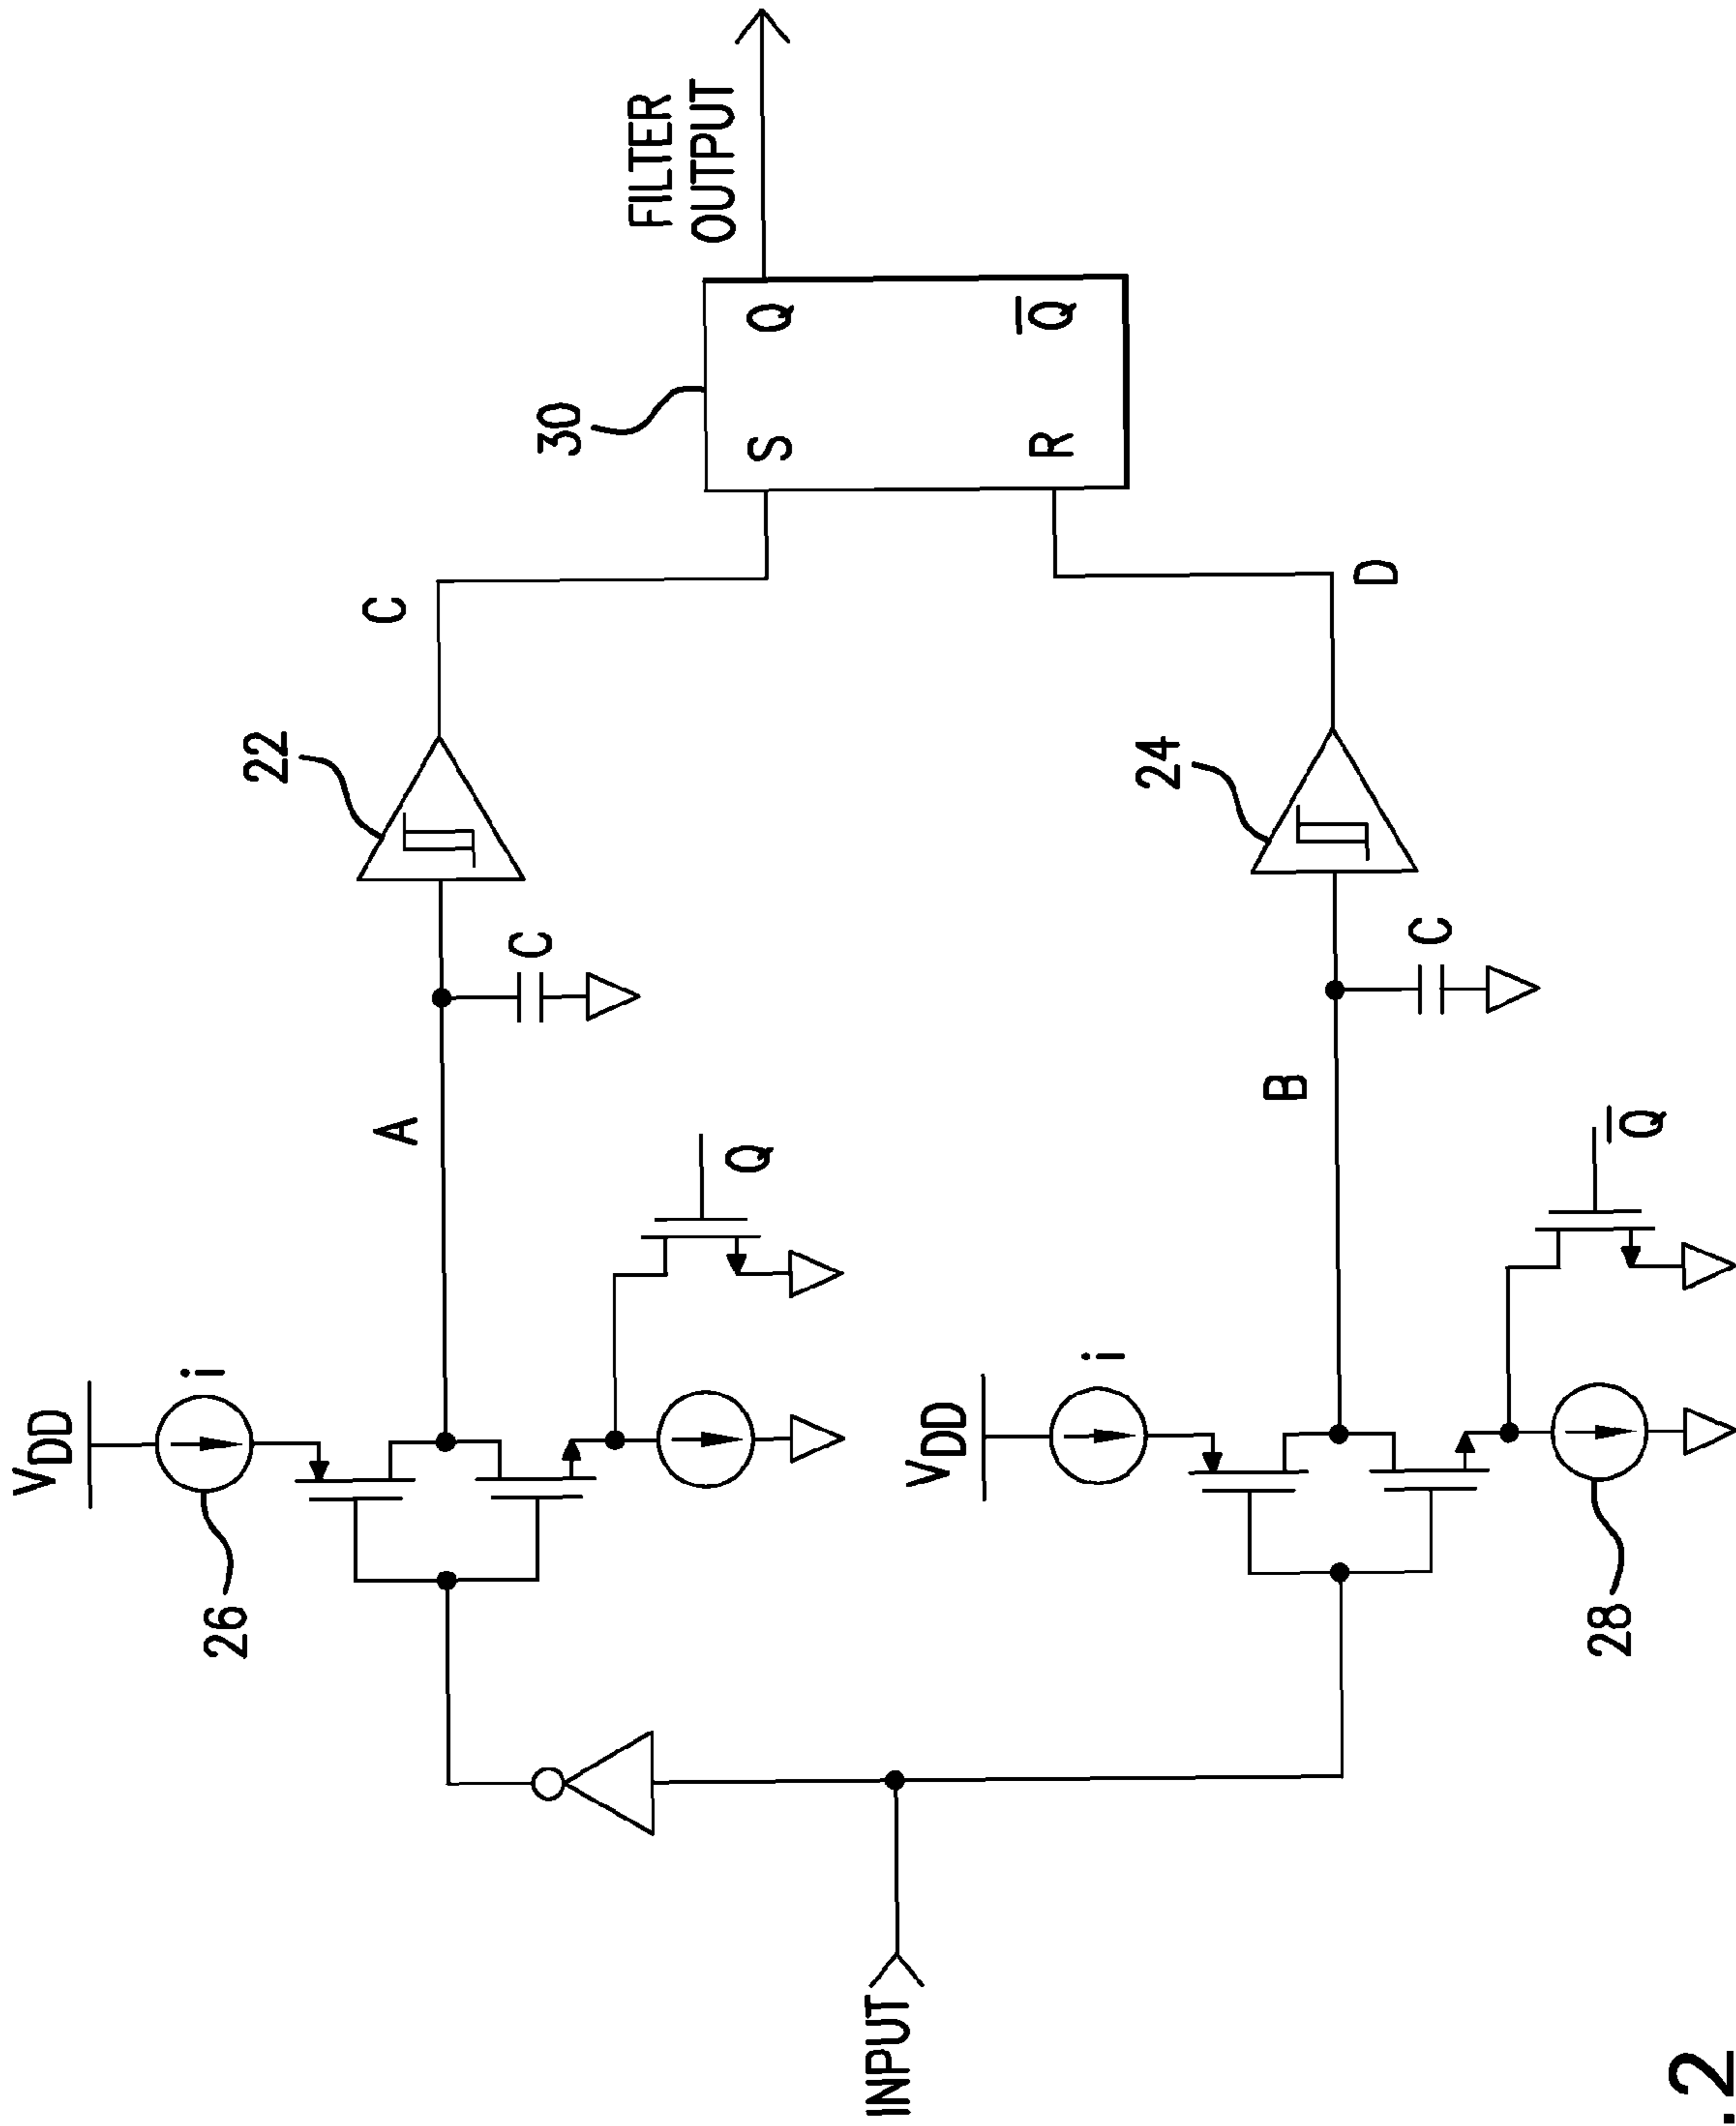 INPUT
26
VDD
i
A
Q
C
22
C
30
S
Q
R
Q̅
FILTER
OUTPUT
VDD
i
28
B
Q̅
C
24
D
.2